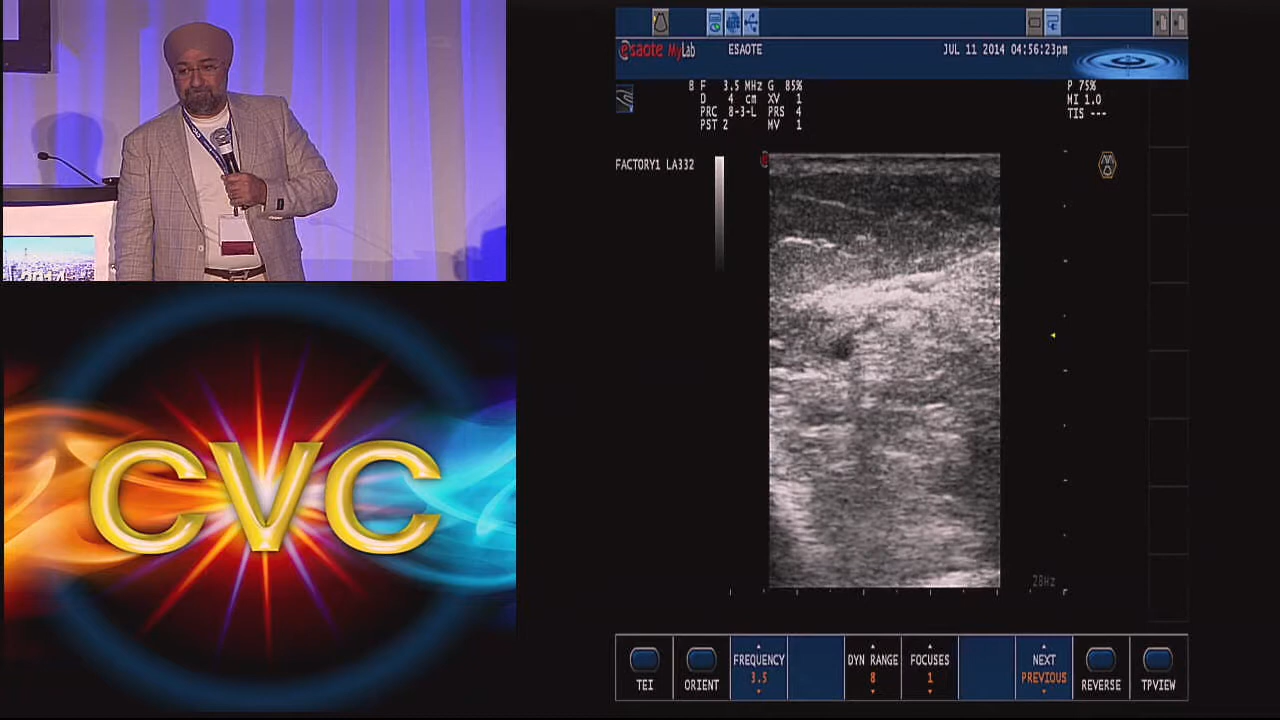 esaote MyLab ESAOTE JUL 11 2014 04:56:23pm
B F 3.5 MHz G 85%
D 4 cm XV 1
PRC 8-3-L PRS 4
PST 2 MV 1
P 75%
MI 1.0
TIS ---
FACTORY1 LA332
CVC
28Hz
TEI
ORIENT
FREQUENCY
3.5
DYN RANGE
8
FOCUSES
1
NEXT
PREVIOUS
REVERSE
TPVIEW